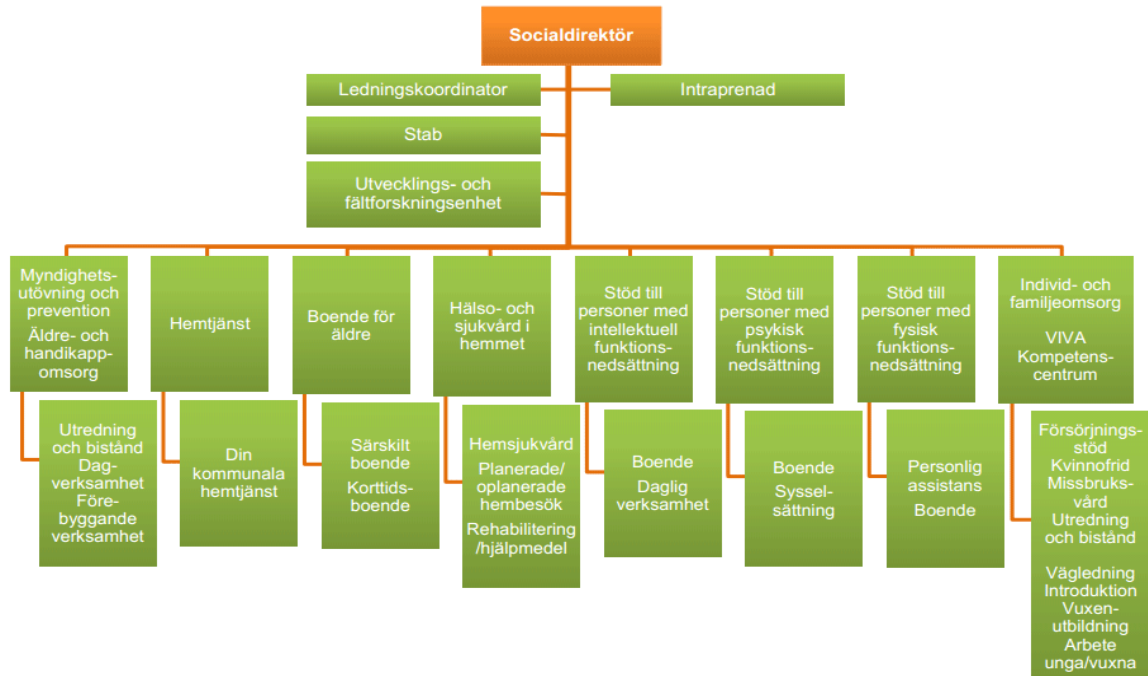 Socialdirektör
Ledningskoordinator
Intraprenad
Stab
Utvecklings- och
fältforskningsenhet
Myndighets-
utövning och
prevention
Äldre- och
handikapp-
omsorg
Hemtjänst
Boende för
äldre
Hälso- och
sjukvård i
hemmet
Stöd till
personer med
intellektuell
funktions-
nedsättning
Stöd till
personer med
psykisk
funktions-
nedsättning
Stöd till
personer med
fysisk
funktions-
nedsättning
Individ- och
familjeomsorg
VIVA
Kompetens-
centrum
Utredning
och bistånd
Dag-
verksamhet
Före-
byggande
verksamhet
Din
kommunala
hemtjänst
Särskilt
boende
Korttids-
boende
Hemsjukvård
Planerade/
oplanerade
hembesök
Rehabilitering
/hjälpmedel
Boende
Daglig
verksamhet
Boende
Syssel-
sättning
Personlig
assistans
Boende
Försörjnings-
stöd
Kvinnofrid
Missbruks-
vård
Utredning
och bistånd
Vägledning
Introduktion
Vuxen-
utbildning
Arbete
unga/vuxna